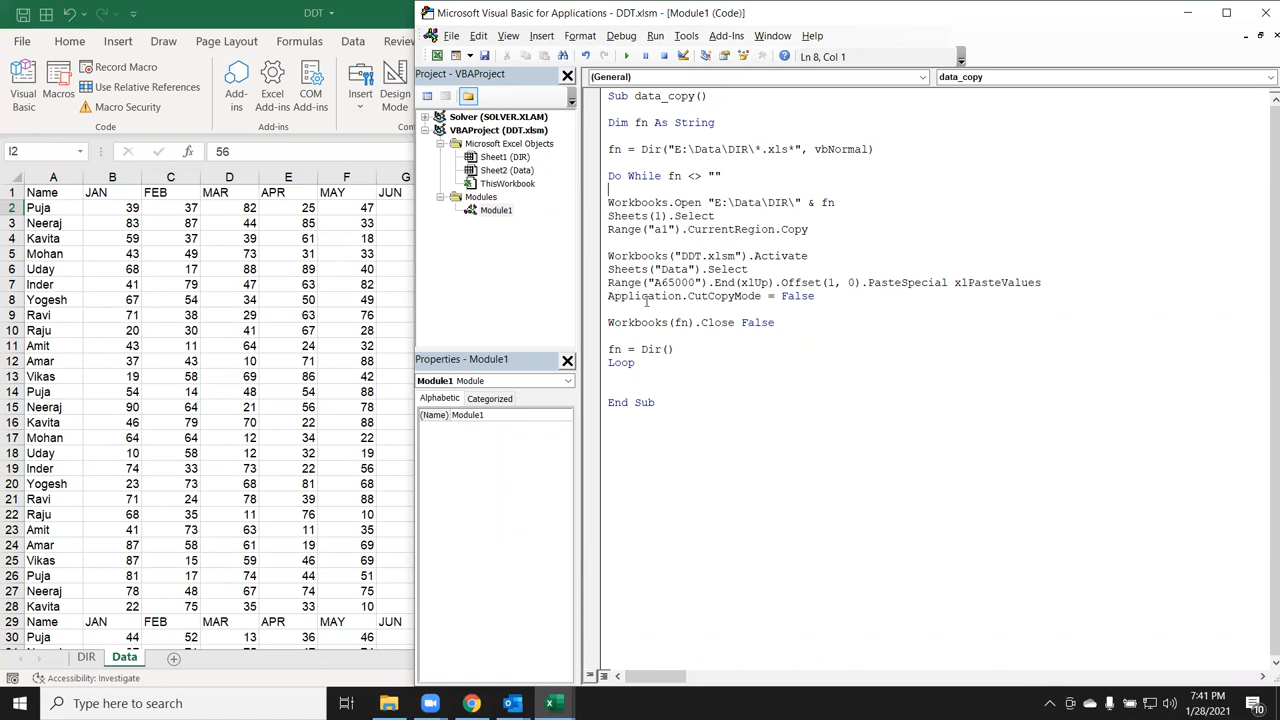 DDT
File Home Insert Draw Page Layout Formulas Data Review
Visual Basic
Macros
Record Macro
Use Relative References
Macro Security
Code
Add-ins
Excel Add-ins
COM Add-ins
Add-ins
Insert
Design Mode
I2 fx 56
A B C D E F G
1 Name JAN FEB MAR APR MAY JUN
2 Puja 39 37 82 25 47
3 Neeraj 83 87 44 85 33
4 Kavita 59 37 39 61 18
5 Mohan 43 49 73 31 33
6 Uday 68 17 88 89 40
7 Inder 41 79 47 63 21
8 Yogesh 67 54 18 31 68
9 Ravi 71 38 29 63 76
10 Raju 20 30 41 67 78
11 Amit 43 11 64 24 32
12 Amar 37 43 10 71 88
13 Vikas 19 58 69 86 42
14 Puja 54 14 48 54 88
15 Neeraj 90 64 21 56 78
16 Kavita 46 79 70 22 88
17 Mohan 64 64 12 34 22
18 Uday 10 58 12 32 19
19 Inder 74 33 73 22 56
20 Yogesh 23 73 68 81 68
21 Ravi 71 24 78 39 88
22 Raju 68 35 11 76 10
23 Amit 41 73 63 11 35
24 Amar 87 58 61 19 69
25 Vikas 87 15 59 46 69
26 Puja 81 17 74 44 51
27 Neeraj 78 48 67 74 75
28 Kavita 22 75 35 33 10
29 Name JAN FEB MAR APR MAY JUN
30 Puja 44 52 13 36 46
DIR Data
Accessibility: Investigate
Microsoft Visual Basic for Applications - DDT.xlsm - [Module1 (Code)]
File Edit View Insert Format Debug Run Tools Add-Ins Window Help
Ln 8, Col 1
Project - VBAProject
Solver (SOLVER.XLAM)
VBAProject (DDT.xlsm)
Microsoft Excel Objects
Sheet1 (DIR)
Sheet2 (Data)
ThisWorkbook
Modules
Module1
Properties - Module1
Module1 Module
Alphabetic Categorized
(Name) Module1
(General) data_copy
Sub data_copy()
Dim fn As String
fn = Dir("E:\Data\DIR\*.xls*", vbNormal)
Do While fn <> ""
Workbooks.Open "E:\Data\DIR\" & fn
Sheets(1).Select
Range("a1").CurrentRegion.Copy
Workbooks("DDT.xlsm").Activate
Sheets("Data").Select
Range("A65000").End(xlUp).Offset(1, 0).PasteSpecial xlPasteValues
Application.CutCopyMode = False
Workbooks(fn).Close False
fn = Dir()
Loop
End Sub
Type here to search
7:41 PM
1/28/2021
10